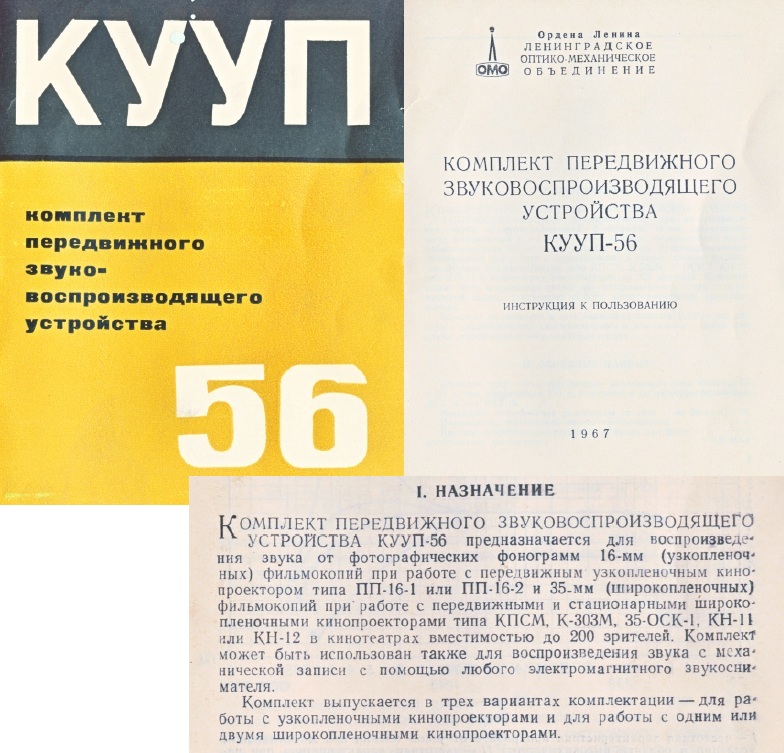 КУУП
комплект
передвижного
звуко-
воспроизводящего
устройства
56
ОМО
Ордена Ленина
ЛЕНИНГРАДСКОЕ
ОПТИКО-МЕХАНИЧЕСКОЕ
ОБЪЕДИНЕНИЕ
КОМПЛЕКТ ПЕРЕДВИЖНОГО
ЗВУКОВОСПРОИЗВОДЯЩЕГО
УСТРОЙСТВА
КУУП-56
ИНСТРУКЦИЯ К ПОЛЬЗОВАНИЮ
1967
I. НАЗНАЧЕНИЕ
КОМПЛЕКТ ПЕРЕДВИЖНОГО ЗВУКОВОСПРОИЗВОДЯЩЕГО
УСТРОЙСТВА КУУП-56 предназначается для воспроизведе-
ния звука от фотографических фонограмм 16-мм (узкопленоч-
ных) фильмокопий при работе с передвижным узкопленочным кино-
проектором типа ПП-16-1 или ПП-16-2 и 35-мм (широкопленочных)
фильмокопий при работе с передвижными и стационарными широко-
пленочными кинопроекторами типа КПСМ, К-303М, 35-ОСК-1, КН-11
или КН-12 в кинотеатрах вместимостью до 200 зрителей. Комплект
может быть использован также для воспроизведения звука с меха-
нической записи с помощью любого электромагнитного звукосни-
мателя.
Комплект выпускается в трех вариантах комплектации — для ра-
боты с узкопленочными кинопроекторами и для работы с одним или
двумя широкопленочными кинопроекторами.